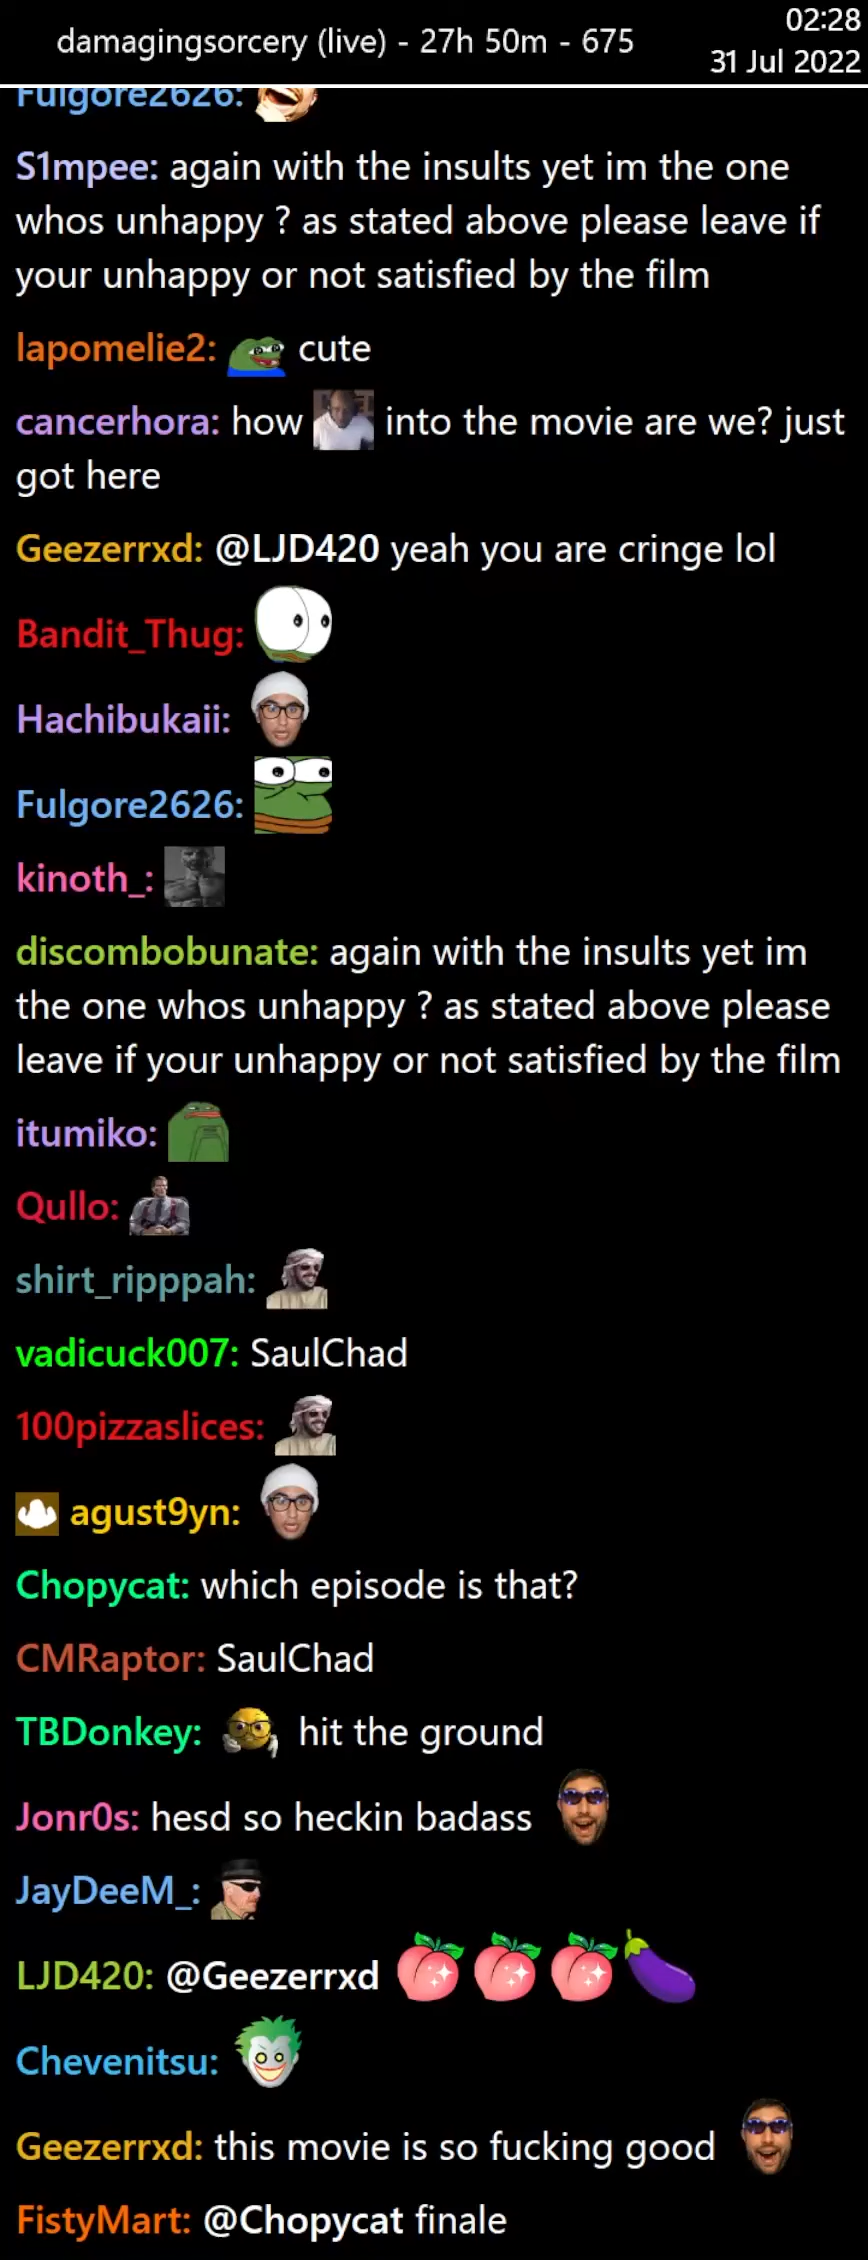 damagingsorcery (live) - 27h 50m - 675
02:28
31 Jul 2022
Fulgore2626:
S1mpee: again with the insults yet im the one
whos unhappy ? as stated above please leave if
your unhappy or not satisfied by the film
lapomelie2: cute
cancerhora: how into the movie are we? just
got here
Geezerrxd: @LJD420 yeah you are cringe lol
Bandit_Thug:
Hachibukaii:
Fulgore2626:
kinoth_:
discombobunate: again with the insults yet im
the one whos unhappy ? as stated above please
leave if your unhappy or not satisfied by the film
itumiko:
Qullo:
shirt_ripppah:
vadicuck007: SaulChad
100pizzaslices:
agust9yn:
Chopycat: which episode is that?
CMRaptor: SaulChad
TBDonkey: hit the ground
Jonr0s: hesd so heckin badass
JayDeeM_:
LJD420: @Geezerrxd
Chevenitsu:
Geezerrxd: this movie is so fucking good
FistyMart: @Chopycat finale